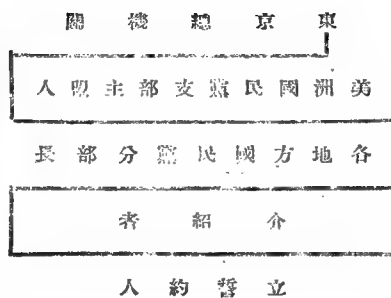 東京總機關
美洲國民黨支部主盟人
各地方國民黨分部長
介紹者
立誓約人